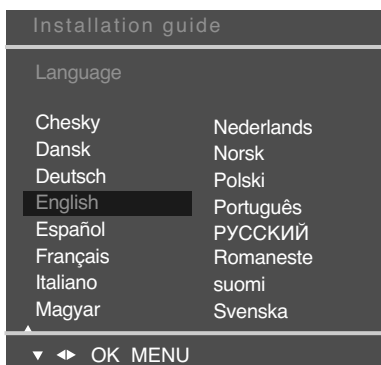 Installation guide
Language
Chesky
Dansk
Deutsch
English
Español
Français
Italiano
Magyar
Nederlands
Norsk
Polski
Português
РУССКИЙ
Romaneste
suomi
Svenska
OK MENU